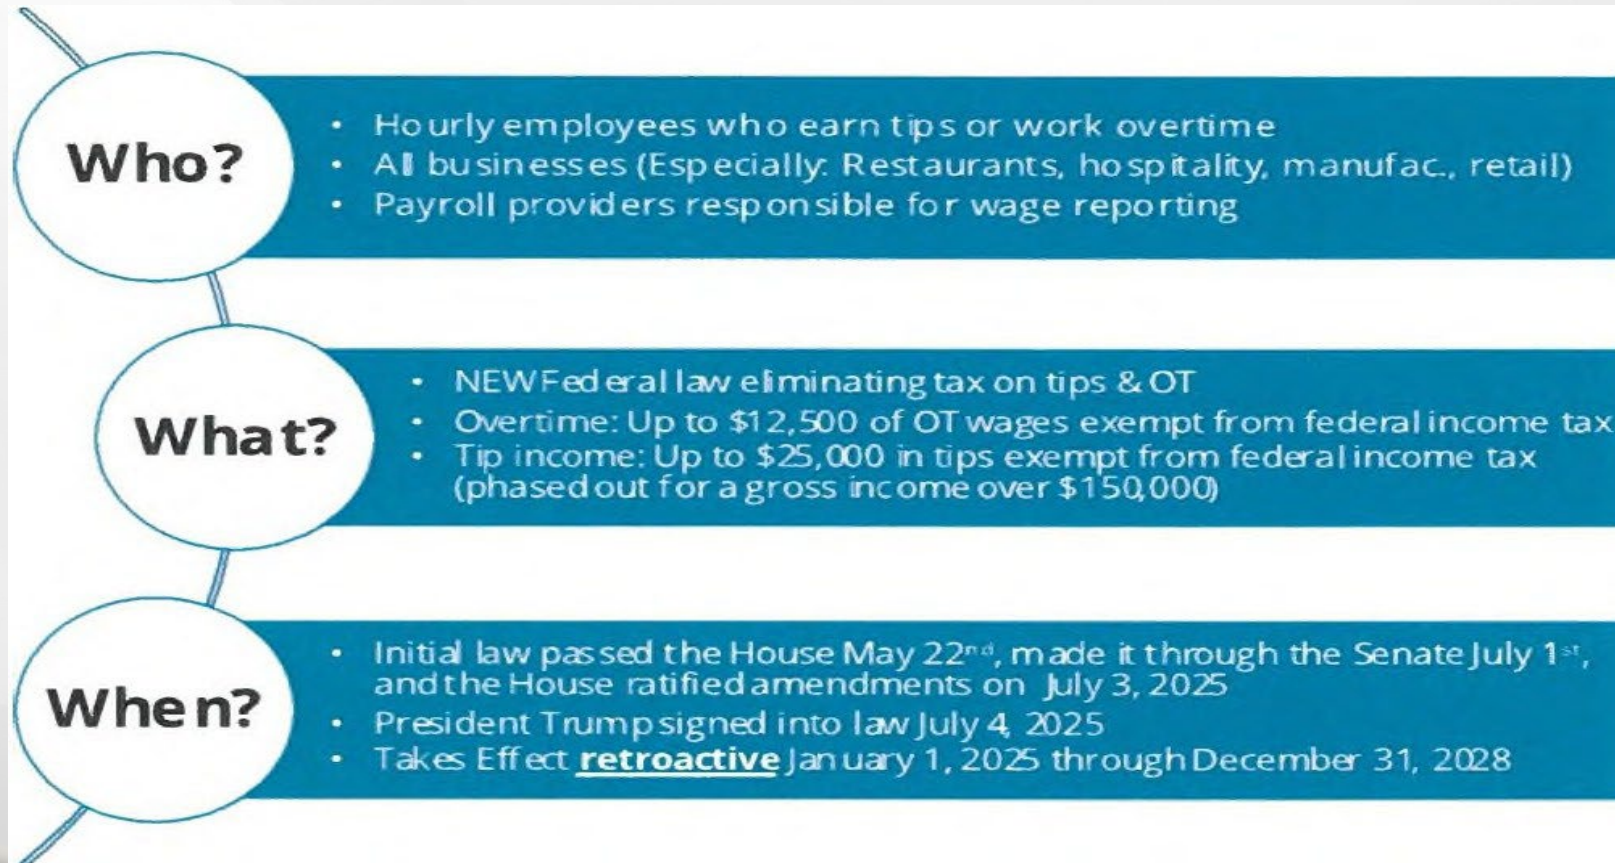 Who?
• Hourly employees who earn tips or work overtime
• All businesses (Especially: Restaurants, hospitality, manufac., retail)
• Payroll providers responsible for wage reporting
What?
• NEW Federal law eliminating tax on tips & OT
• Overtime: Up to $12,500 of OT wages exempt from federal income tax
• Tip income: Up to $25,000 in tips exempt from federal income tax
(phased out for a gross income over $150,000)
When?
• Initial law passed the House May 22nd, made it through the Senate July 1st,
and the House ratified amendments on July 3, 2025
• President Trump signed into law July 4, 2025
• Takes Effect retroactive January 1, 2025 through December 31, 2028